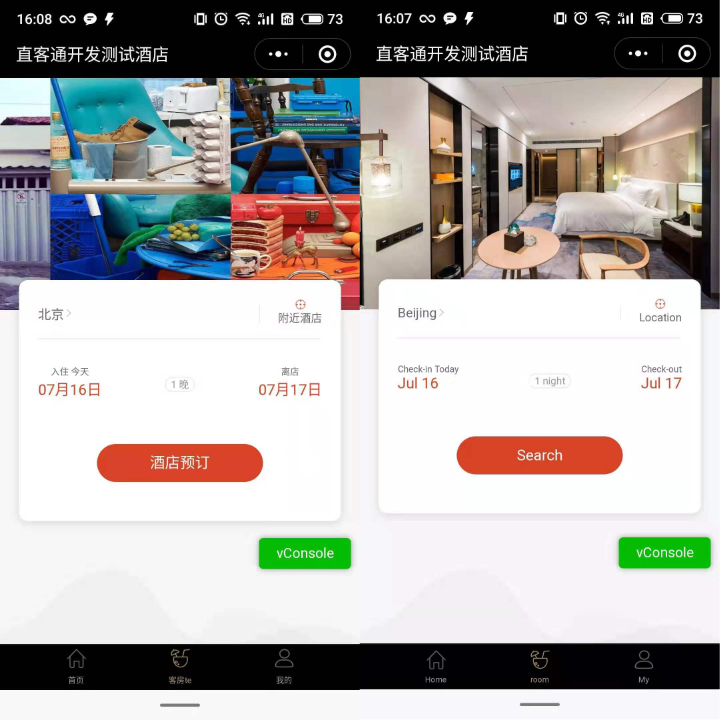 16:08
73
直客通开发测试酒店
北京
附近酒店
入住 今天
离店
07月16日
1 晚
07月17日
酒店预订
vConsole
首页
客房te
我的
16:07
73
直客通开发测试酒店
Beijing
Location
Check-in Today
Check-out
Jul 16
1 night
Jul 17
Search
vConsole
Home
room
My